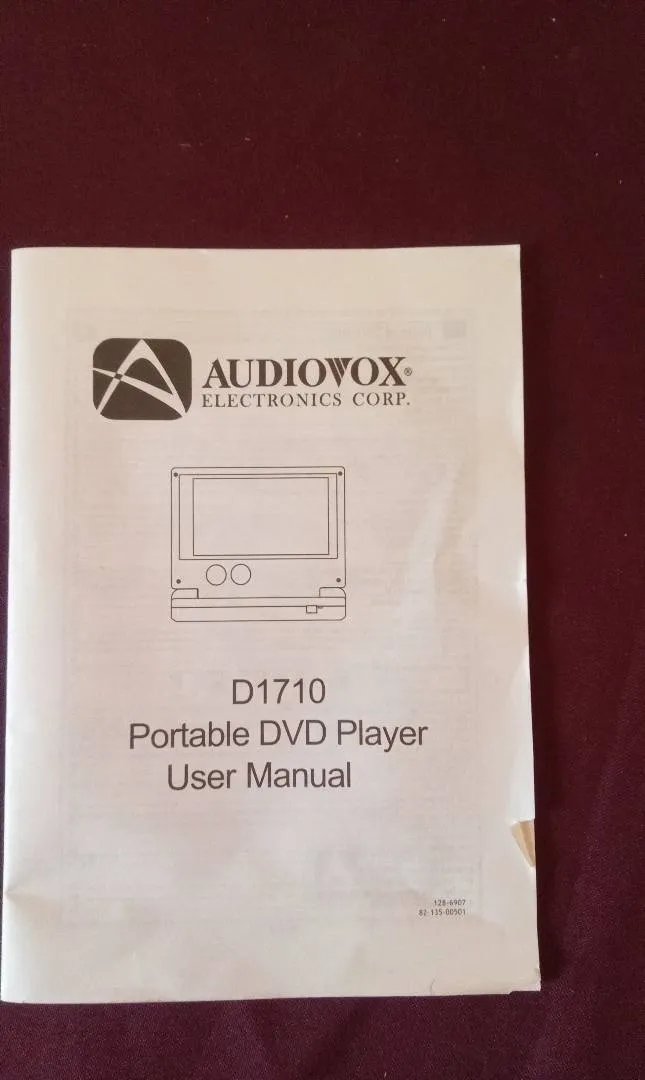 AUDIOVOX®
ELECTRONICS CORP.
D1710
Portable DVD Player
User Manual
128-6907
82-135-00501